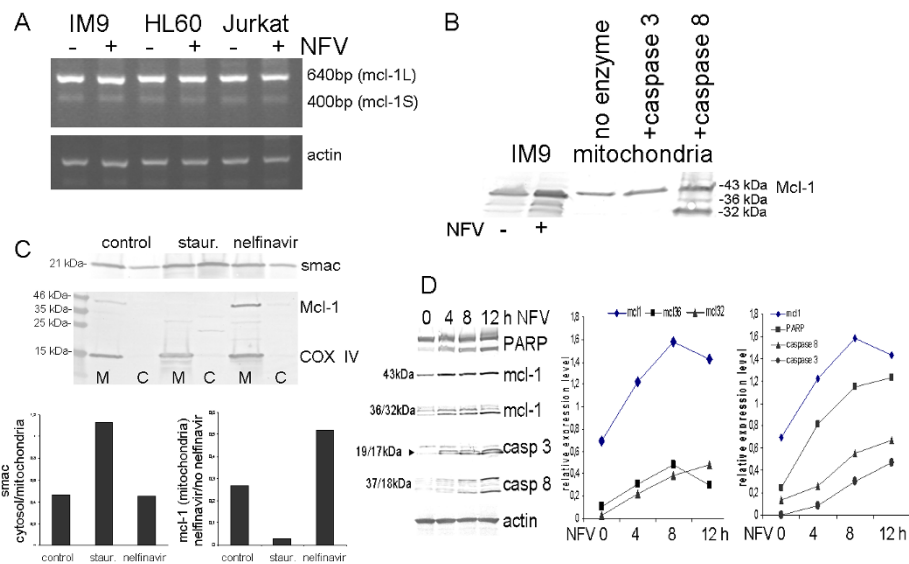 A
IM9 HL60 Jurkat
- + - + - + NFV
640bp (mcl-1L)
400bp (mcl-1S)
actin
B
no enzyme
+caspase 3
+caspase 8
IM9 mitochondria
-43 kDa Mcl-1
-36 kDa
-32 kDa
NFV - +
C
control staur. nelfinavir
21 kDa- smac
46 kDa-
35 kDa- Mcl-1
25 kDa-
15 kDa- COX IV
M C M C M C
smac
cytosol/mitochondria
control staur. nelfinavir
mcl-1 (mitochondria)
nelfinavir/no nelfinavir
control staur. nelfinavir
D
0 4 8 12 h NFV
PARP
43kDa mcl-1
36/32kDa mcl-1
19/17kDa casp 3
37/18kDa casp 8
actin
mcl1 mcl36 mcl32
relative expression level
1,8
1,6
1,4
1,2
1
0,8
0,6
0,4
0,2
0
NFV 0 4 8 12 h
mcl1
PARP
caspase 8
caspase 3
relative expression level
1,8
1,6
1,4
1,2
1
0,8
0,6
0,4
0,2
0
NFV 0 4 8 12 h